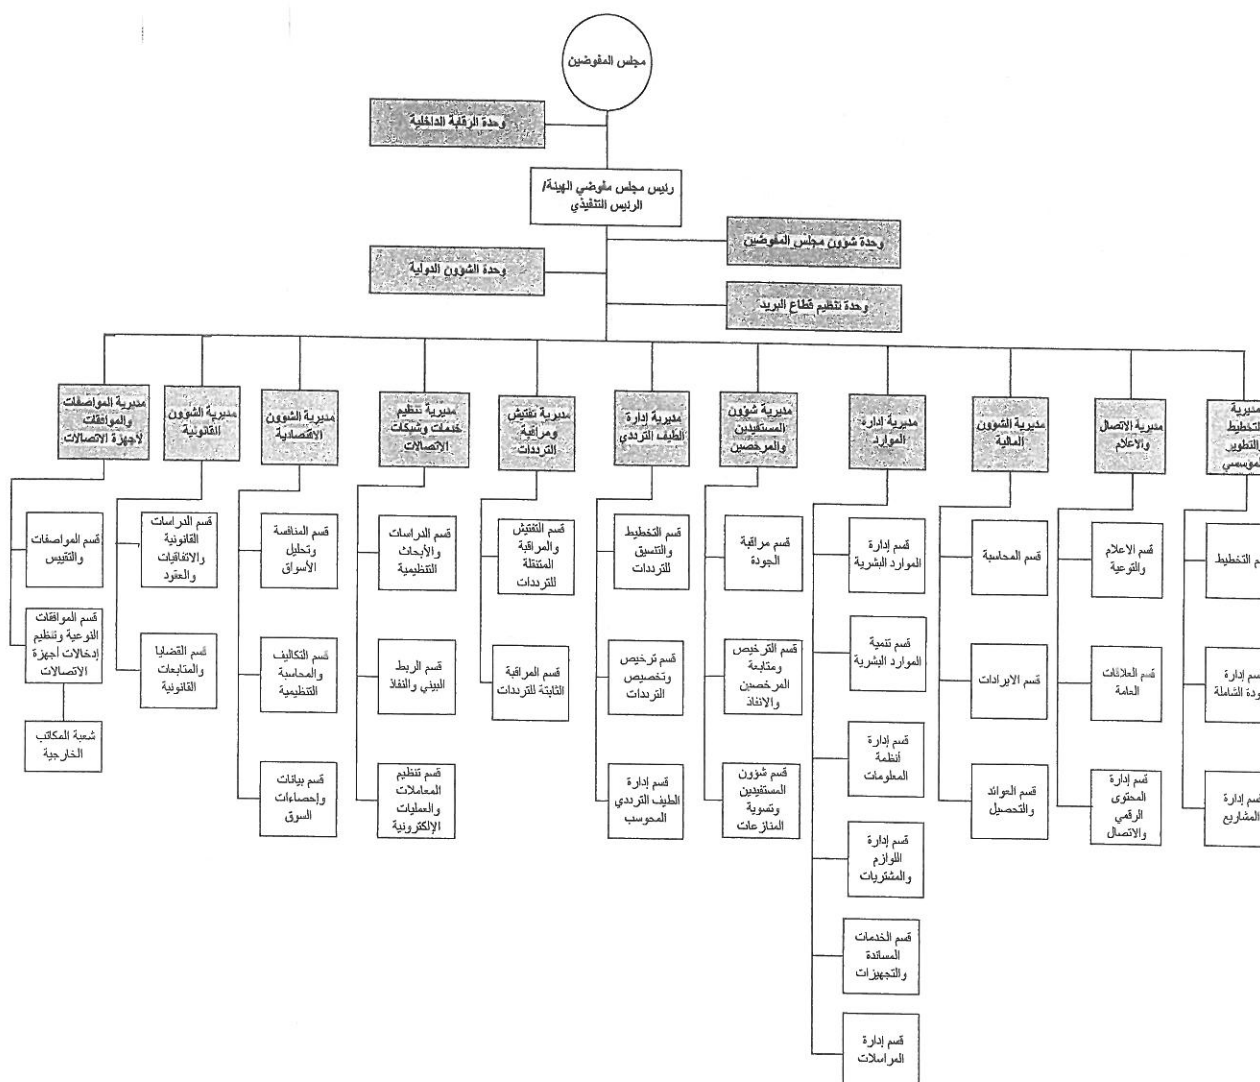 مجلس المفوضين
وحدة الرقابة الداخلية
رئيس مجلس مفوضي الهيئة/
الرئيس التنفيذي
وحدة شؤون مجلس المفوضين
وحدة الشؤون الدولية
وحدة تنظيم قطاع البريد
مديرية
التخطيط
التطوير
المؤسسي
مديرية الاتصال
والاعلام
مديرية الشؤون
المالية
مديرية إدارة
الموارد
مديرية شؤون
المستفيدين
والمرخصين
مديرية إدارة
الطيف الترددي
مديرية تفتيش
ومراقبة
الترددات
مديرية تنظيم
خدمات وشبكات
الاتصالات
مديرية الشؤون
الاقتصادية
مديرية الشؤون
القانونية
مديرية المواصفات
والموافقات
لأجهزة الاتصالات
التخطيط
إدارة
الشاملة
إدارة
المشاريع
قسم الاعلام
والتوعية
قسم العلاقات
العامة
قسم إدارة
المحتوى
الرقمي
والاتصال
قسم المحاسبة
قسم الايرادات
قسم العوائد
والتحصيل
قسم إدارة
الموارد البشرية
قسم تنمية
الموارد البشرية
قسم إدارة
أنظمة
المعلومات
قسم إدارة
اللوازم
والمشتريات
قسم الخدمات
المساندة
والتجهيزات
قسم إدارة
المراسلات
قسم مراقبة
الجودة
قسم الترخيص
ومتابعة
المرخصين
والانفاذ
قسم شؤون
المستفيدين
وتسوية
المنازعات
قسم التخطيط
والتنسيق
للترددات
قسم ترخيص
وتخصيص
الترددات
قسم إدارة
الطيف الترددي
المحوسب
قسم التفتيش
والمراقبة
المتنقلة
للترددات
قسم المراقبة
الثابتة للترددات
قسم الدراسات
والأبحاث
التنظيمية
قسم الربط
البيني والنفاذ
قسم تنظيم
المعاملات
والعمليات
الإلكترونية
قسم المنافسة
وتحليل
الأسواق
قسم التكاليف
والمحاسبة
التنظيمية
قسم بيانات
وإحصاءات
السوق
قسم الدراسات
القانونية
والاتفاقيات
والعقود
قسم القضايا
والمتابعات
القانونية
قسم المواصفات
والتقييس
قسم الموافقات
النوعية وتنظيم
إدخالات أجهزة
الاتصالات
شعبة المكاتب
الخارجية